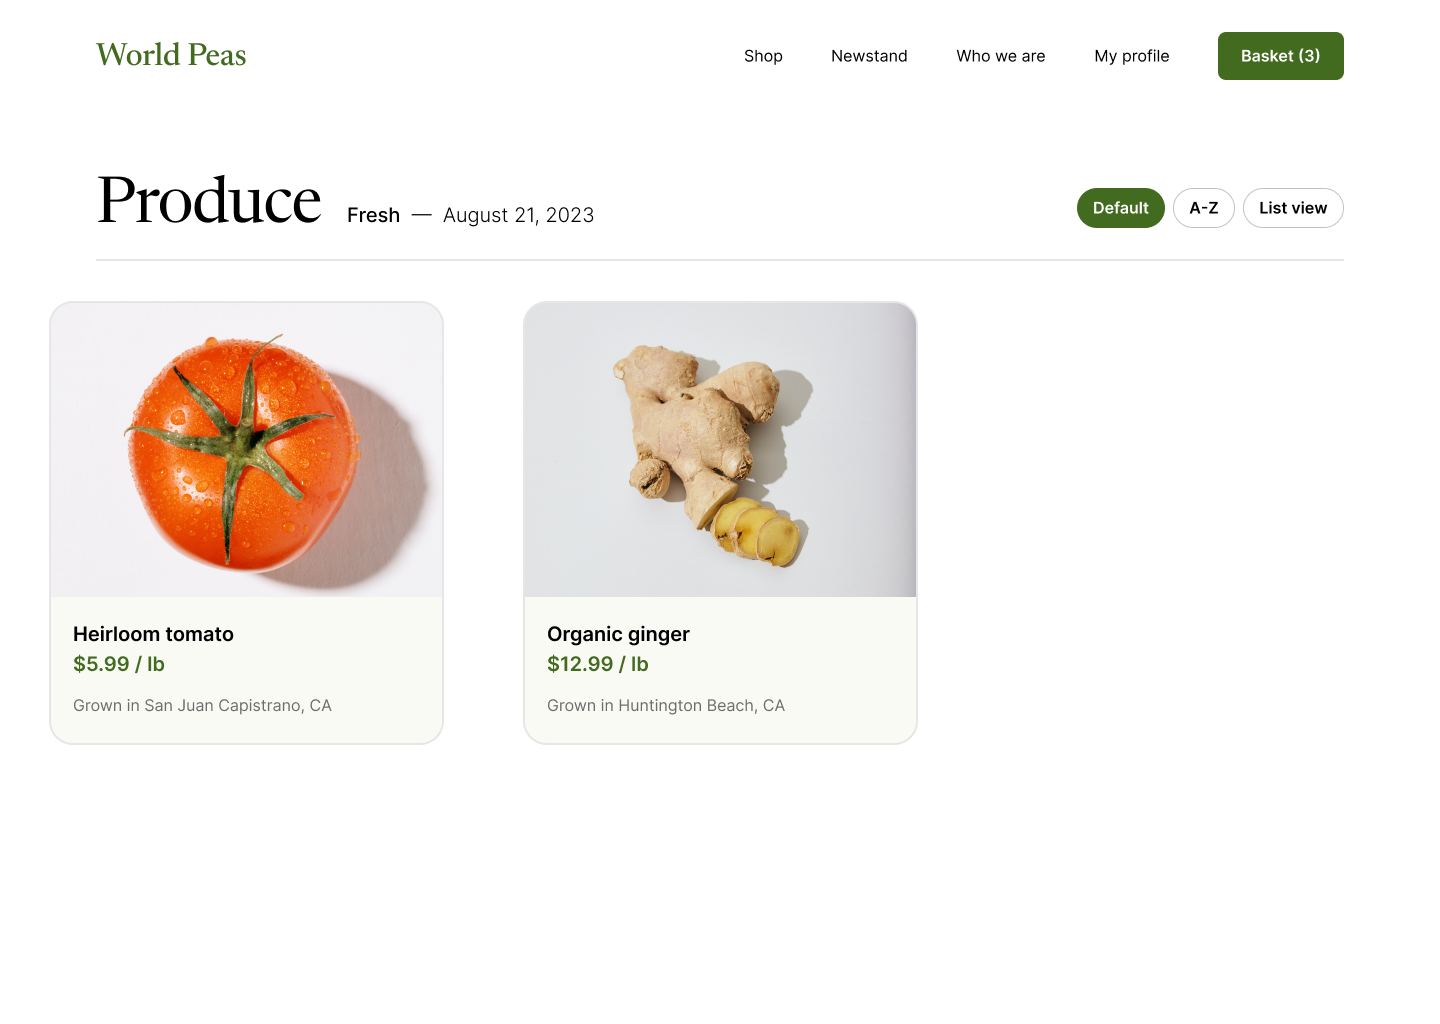 World Peas
Shop
Newstand
Who we are
My profile
Basket (3)
Produce
Fresh — August 21, 2023
Default
A-Z
List view
Heirloom tomato
$5.99 / lb
Grown in San Juan Capistrano, CA
Organic ginger
$12.99 / lb
Grown in Huntington Beach, CA